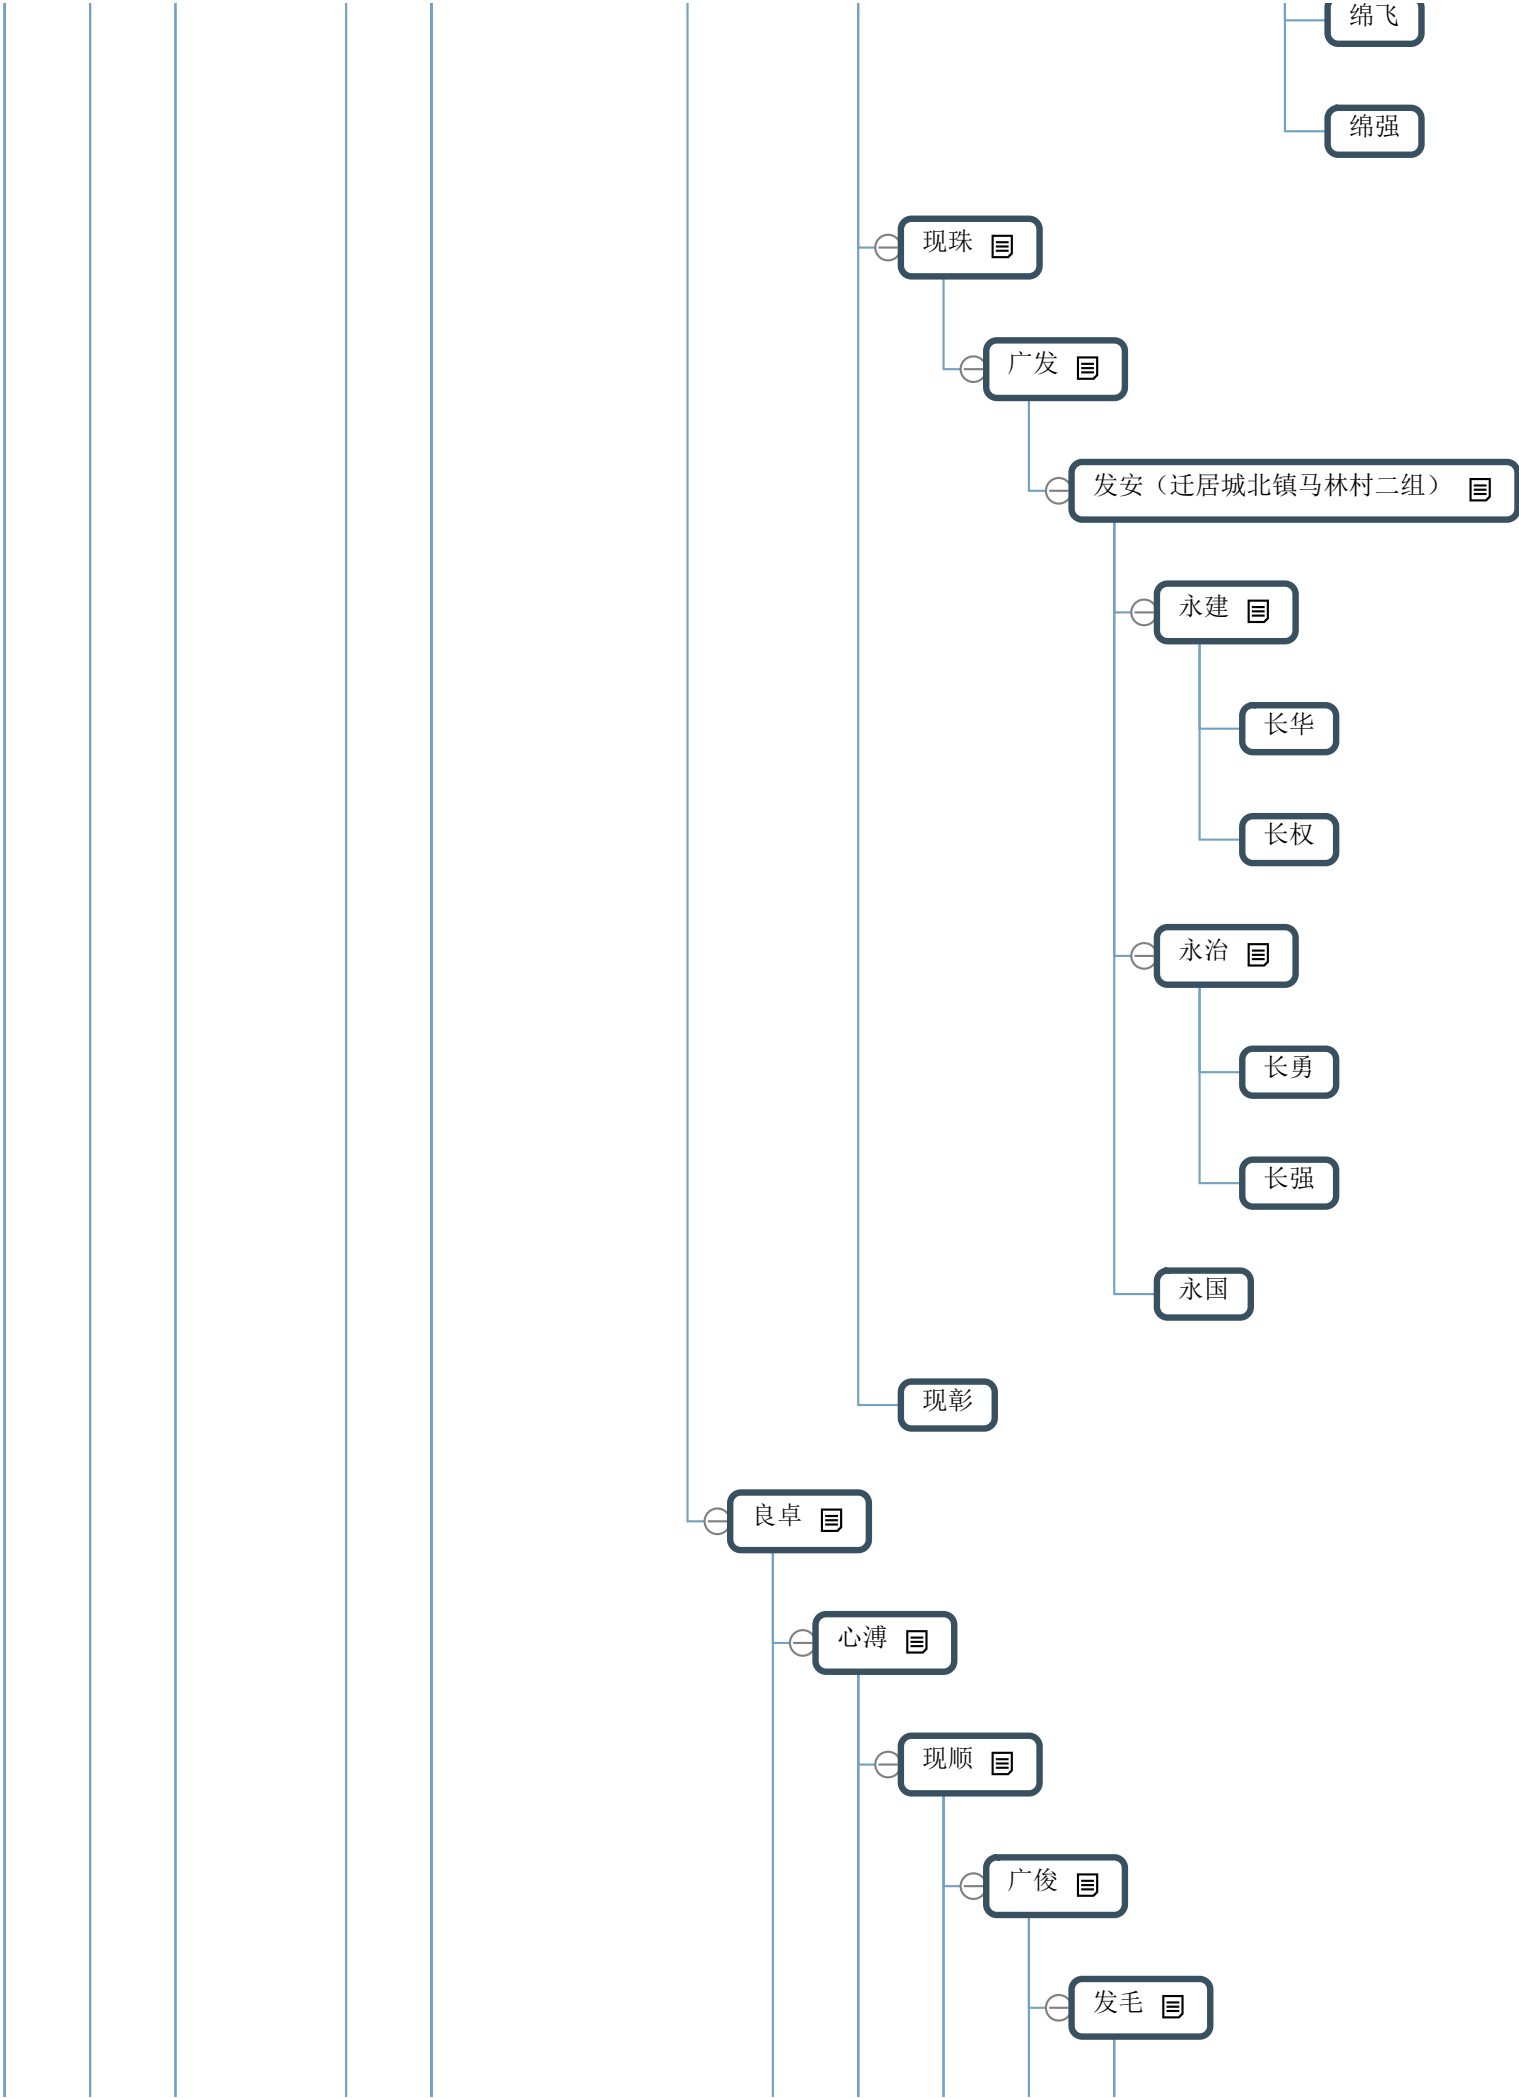 绵飞
绵强
现珠
广发
发安（迁居城北镇马林村二组）
永建
长华
长权
永治
长勇
长强
永国
现彰
良卓
心溥
现顺
广俊
发毛